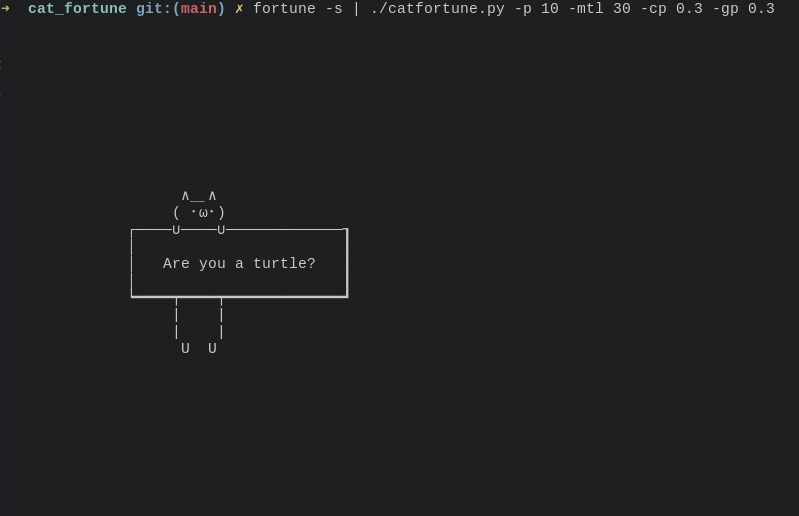 ➜ cat_fortune git:(main) ✗ fortune -s | ./catfortune.py -p 10 -mtl 30 -cp 0.3 -gp 0.3
Are you a turtle?